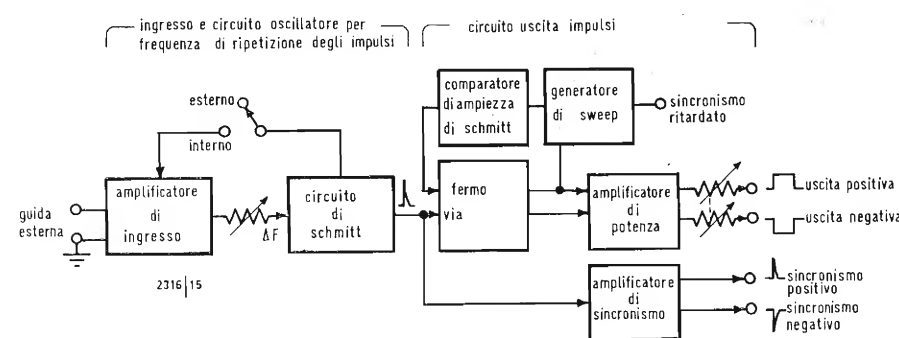 ingresso e circuito oscillatore per
frequenza di ripetizione degli impulsi
circuito uscita impulsi
esterno
interno
comparatore
di ampiezza
di schmitt
generatore
di sweep
sincronismo
ritardato
guida
esterna
amplificatore
di
ingresso
ΔF
circuito
di
schmitt
fermo
via
amplificatore
di
potenza
uscita positiva
uscita negativa
amplificatore
di
sincronismo
sincronismo
positivo
sincronismo
negativo
2316|15